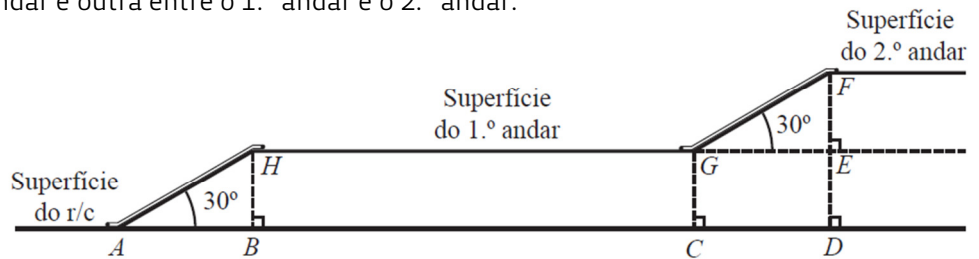 andar e outra entre o 1.º andar e o 2.º andar.
Superfície
do 2.º andar
F
Superfície
do 1.º andar
30º
H
G
E
Superfície
do r/c
30º
A
B
C
D